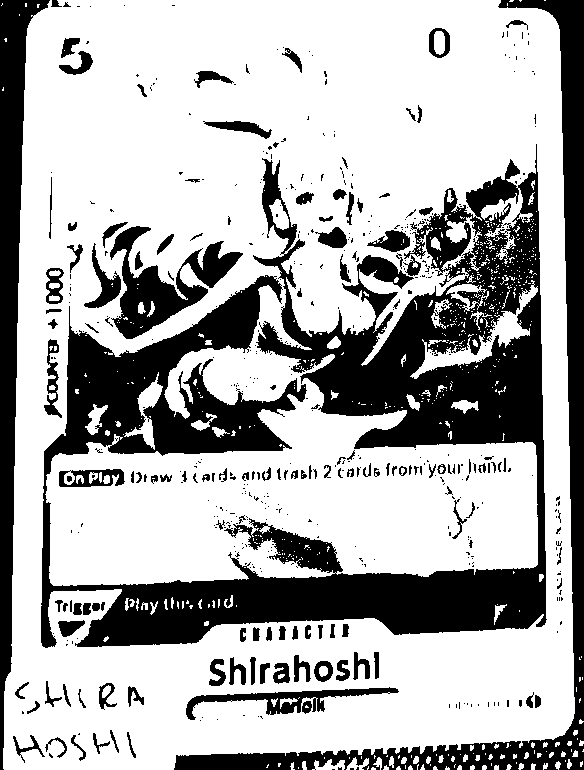 5
0
COUNTER +1000
On Play Draw 3 cards and trash 2 cards from your hand.
Trigger Play this card.
CHARACTER
Shirahoshi
Merfolk
SHIRA
HOSHI